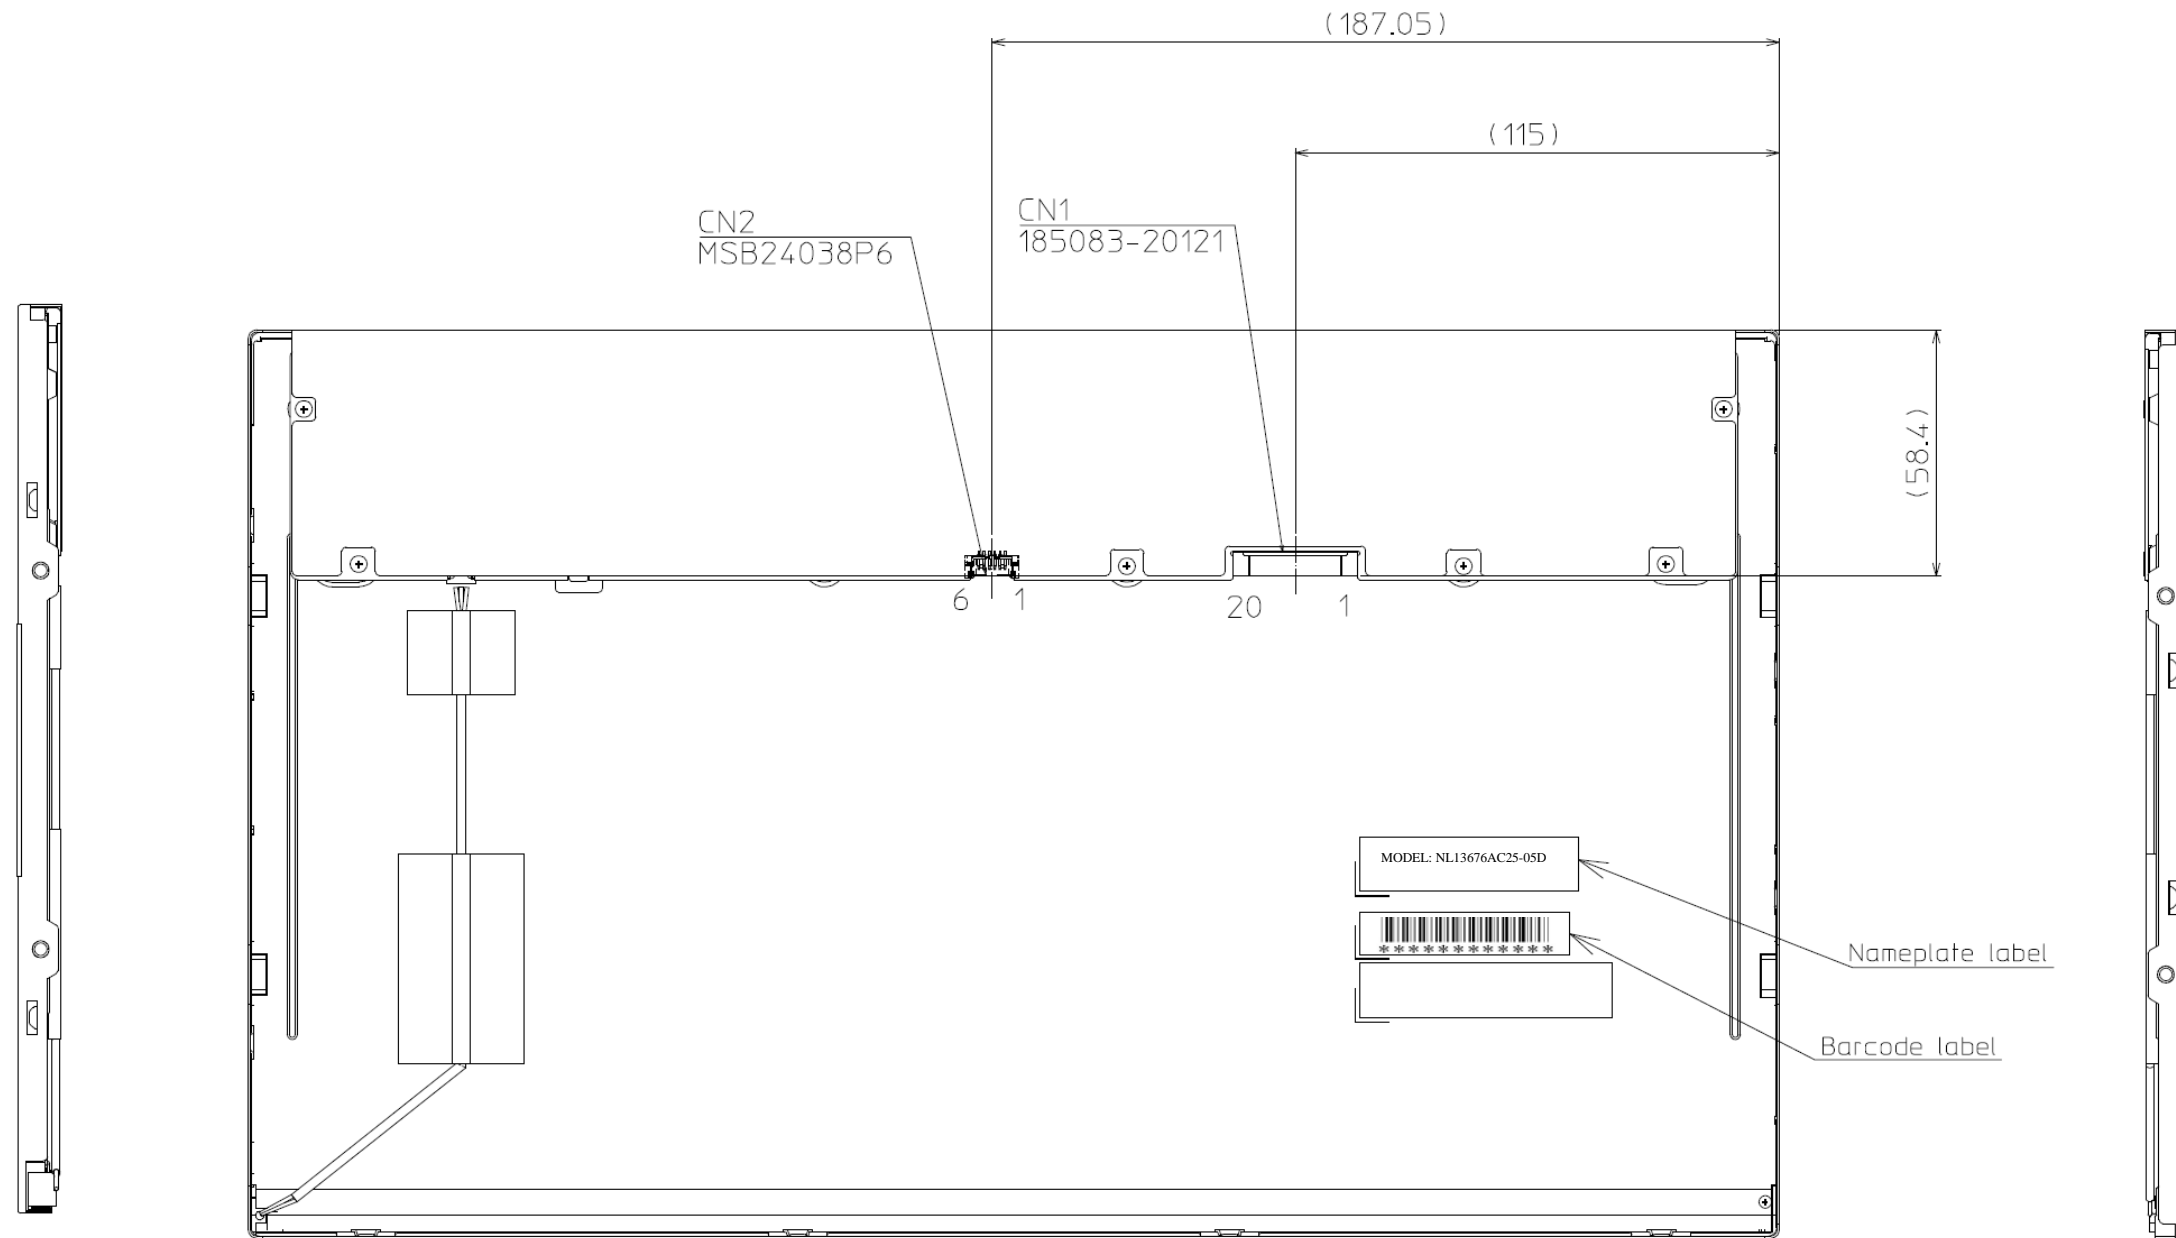 (187.05)
(115)
CN2
MSB24038P6
CN1
185083-20121
(58.4)
6 1
20 1
MODEL: NL13676AC25-05D
************
Nameplate label
Barcode label